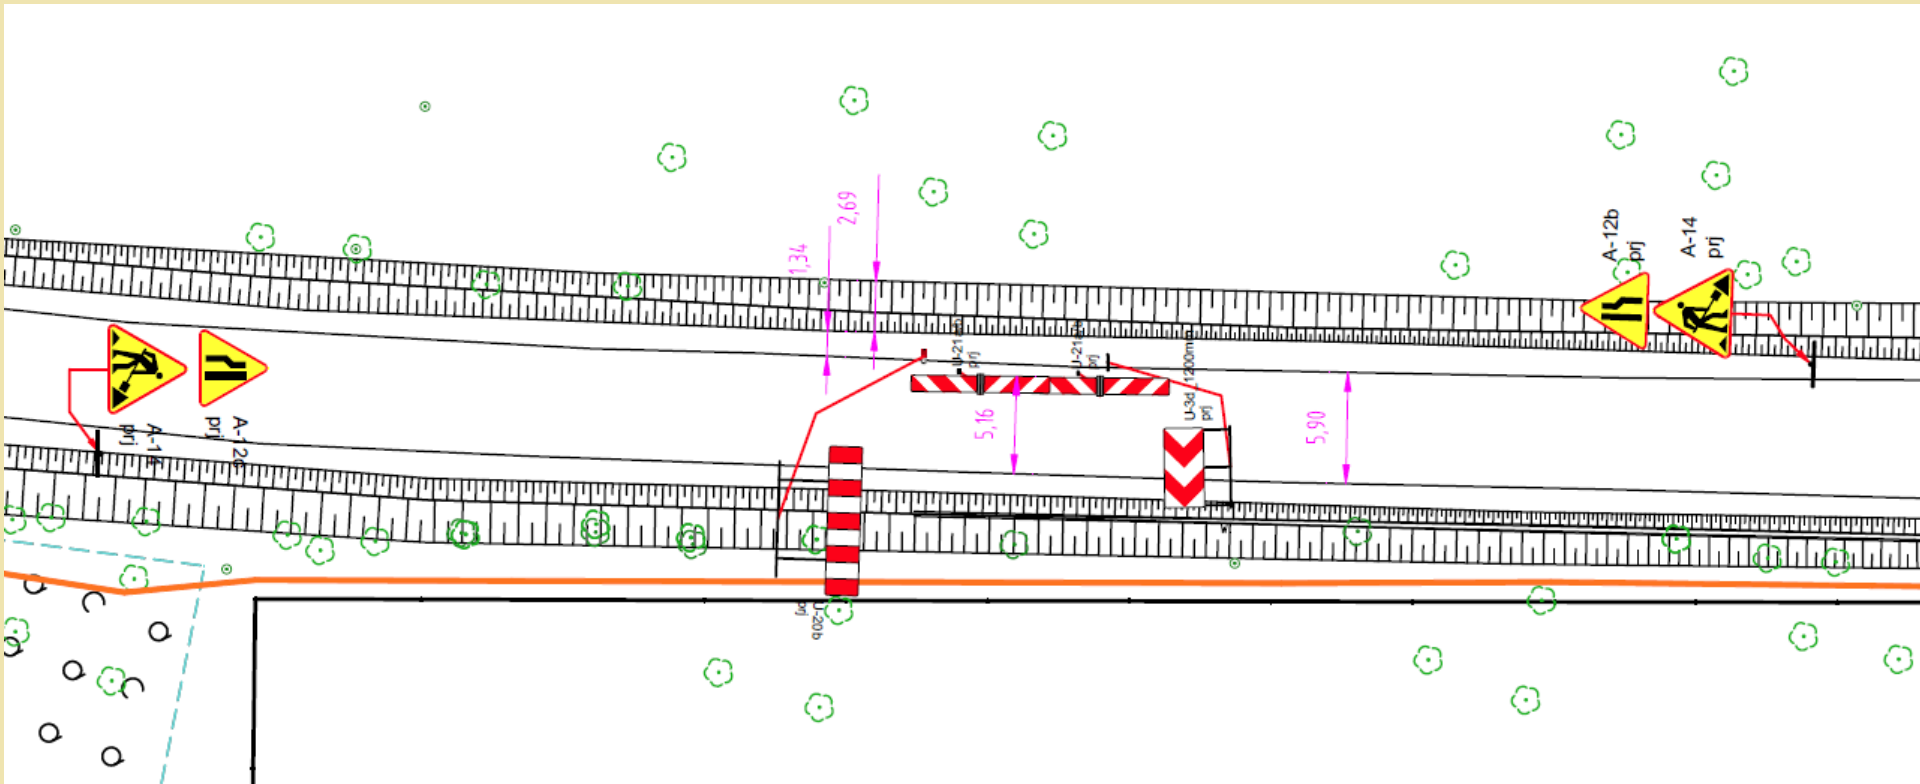 2,69
1,34
A-12b
prj
A-14
prj
U-21
prj
U-21
prj
U-3d_1200mm
prj
5,16
5,90
A-14
prj
A-12c
prj
U-20b
prj